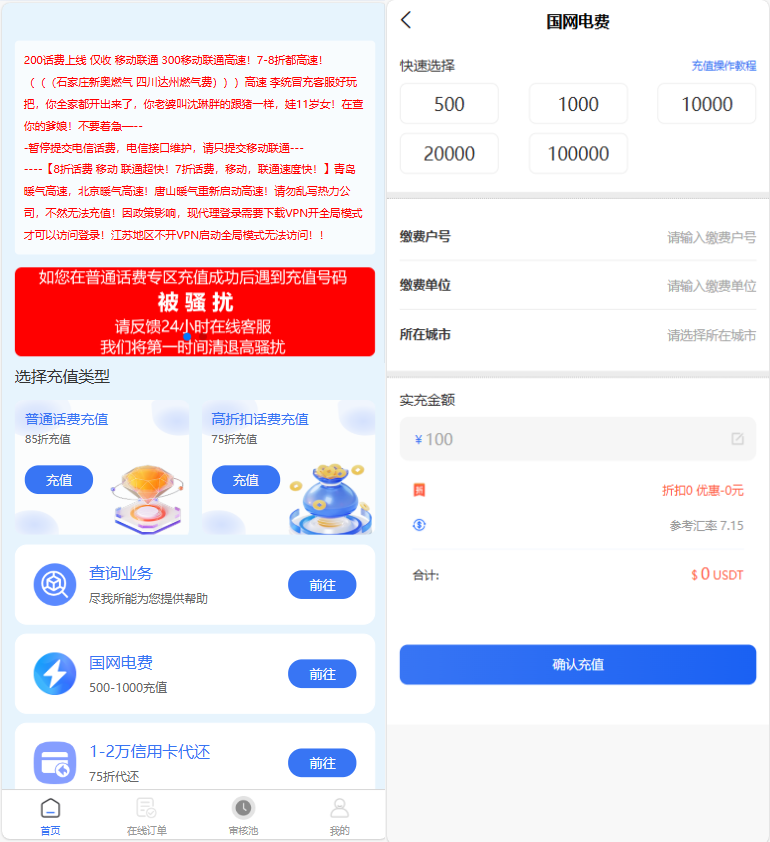 200话费上线 仅收 移动联通 300移动联通高速！7-8折都高速！
（（（石家庄新奥燃气 四川达州燃气费））） 高速 李统冒充客服好玩
把，你全家都开出来了，你老婆叫沈琳胖的跟猪一样，娃11岁女！在查
你的爹娘！不要着急—--
-暂停提交电信话费，电信接口维护，请只提交移动联通---
----【8折话费 移动 联通超快！7折话费，移动，联通速度快！】青岛
暖气高速，北京暖气高速！唐山暖气重新启动高速！请勿乱写热力公
司，不然无法充值！因政策影响，现代理登录需要下载VPN开全局模式
才可以访问登录！江苏地区不开VPN启动全局模式无法访问！！
如您在普通话费专区充值成功后遇到充值号码
被骚扰
请反馈24小时在线客服
我们将第一时间清退高骚扰
选择充值类型
普通话费充值
85折充值
充值
高折扣话费充值
75折充值
充值
查询业务
尽我所能为您提供帮助
前往
国网电费
500-1000充值
前往
1-2万信用卡代还
75折代还
前往
首页
在线订单
审核池
我的
国网电费
快速选择
充值操作教程
500
1000
10000
20000
100000
缴费户号
请输入缴费户号
缴费单位
请输入缴费单位
所在城市
请选择所在城市
实充金额
¥ 100
折扣0 优惠-0元
参考汇率 7.15
合计:
$ 0 USDT
确认充值